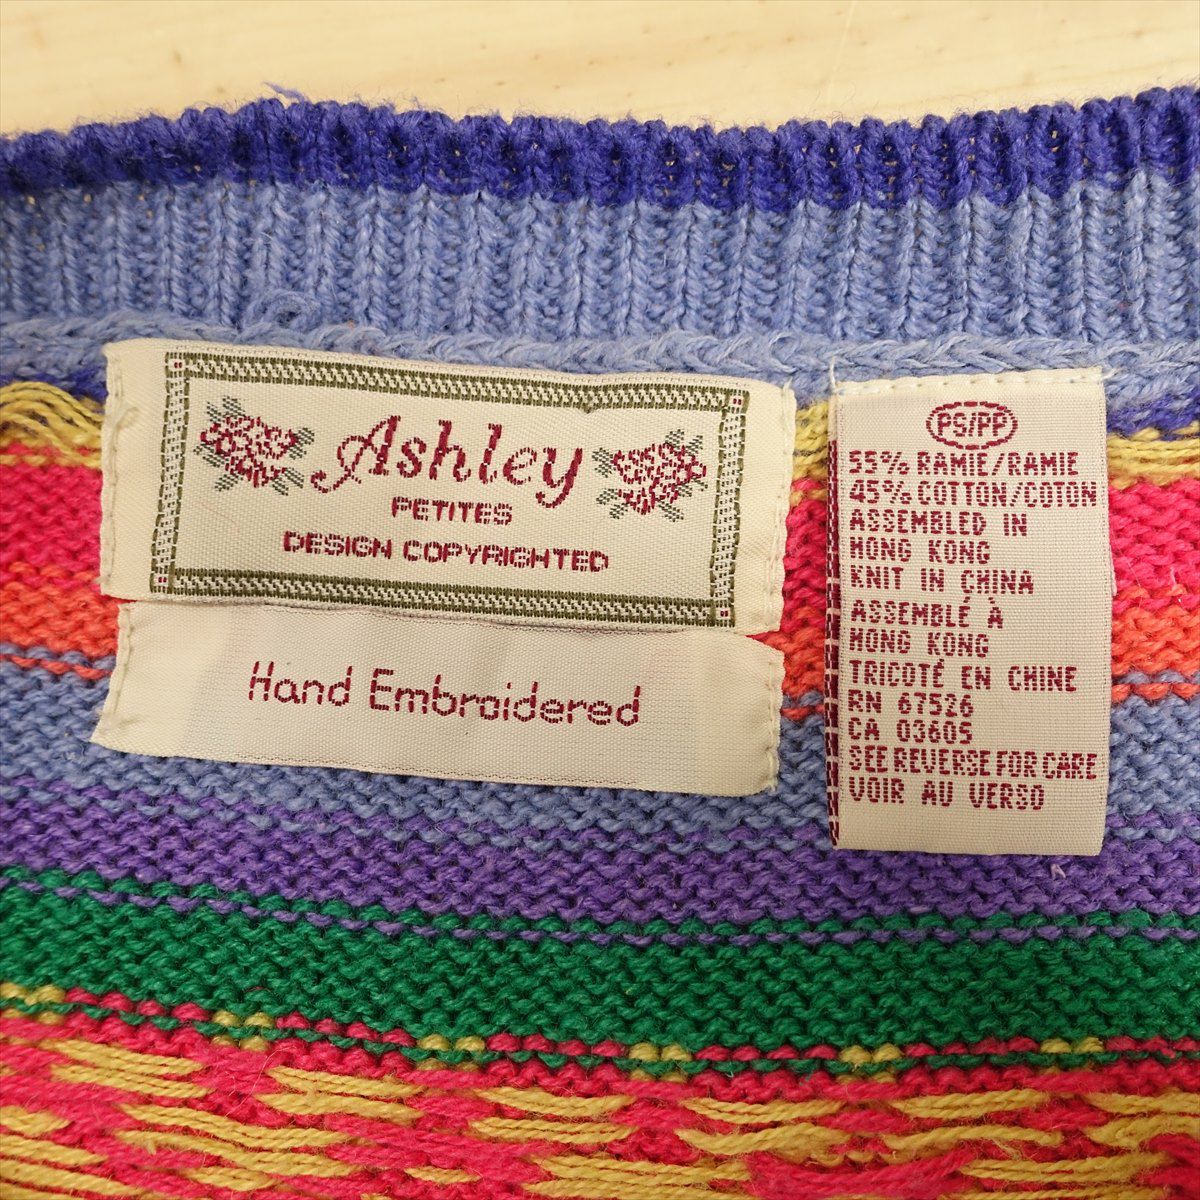 Ashley
PETITES
DESIGN COPYRIGHTED
Hand Embroidered
PS/PP
55% RAMIE/RAMIE
45% COTTON/COTON
ASSEMBLED IN
HONG KONG
KNIT IN CHINA
ASSEMBLÉ À
HONG KONG
TRICOTÉ EN CHINE
RN 67526
CA 03605
SEE REVERSE FOR CARE
VOIR AU VERSO